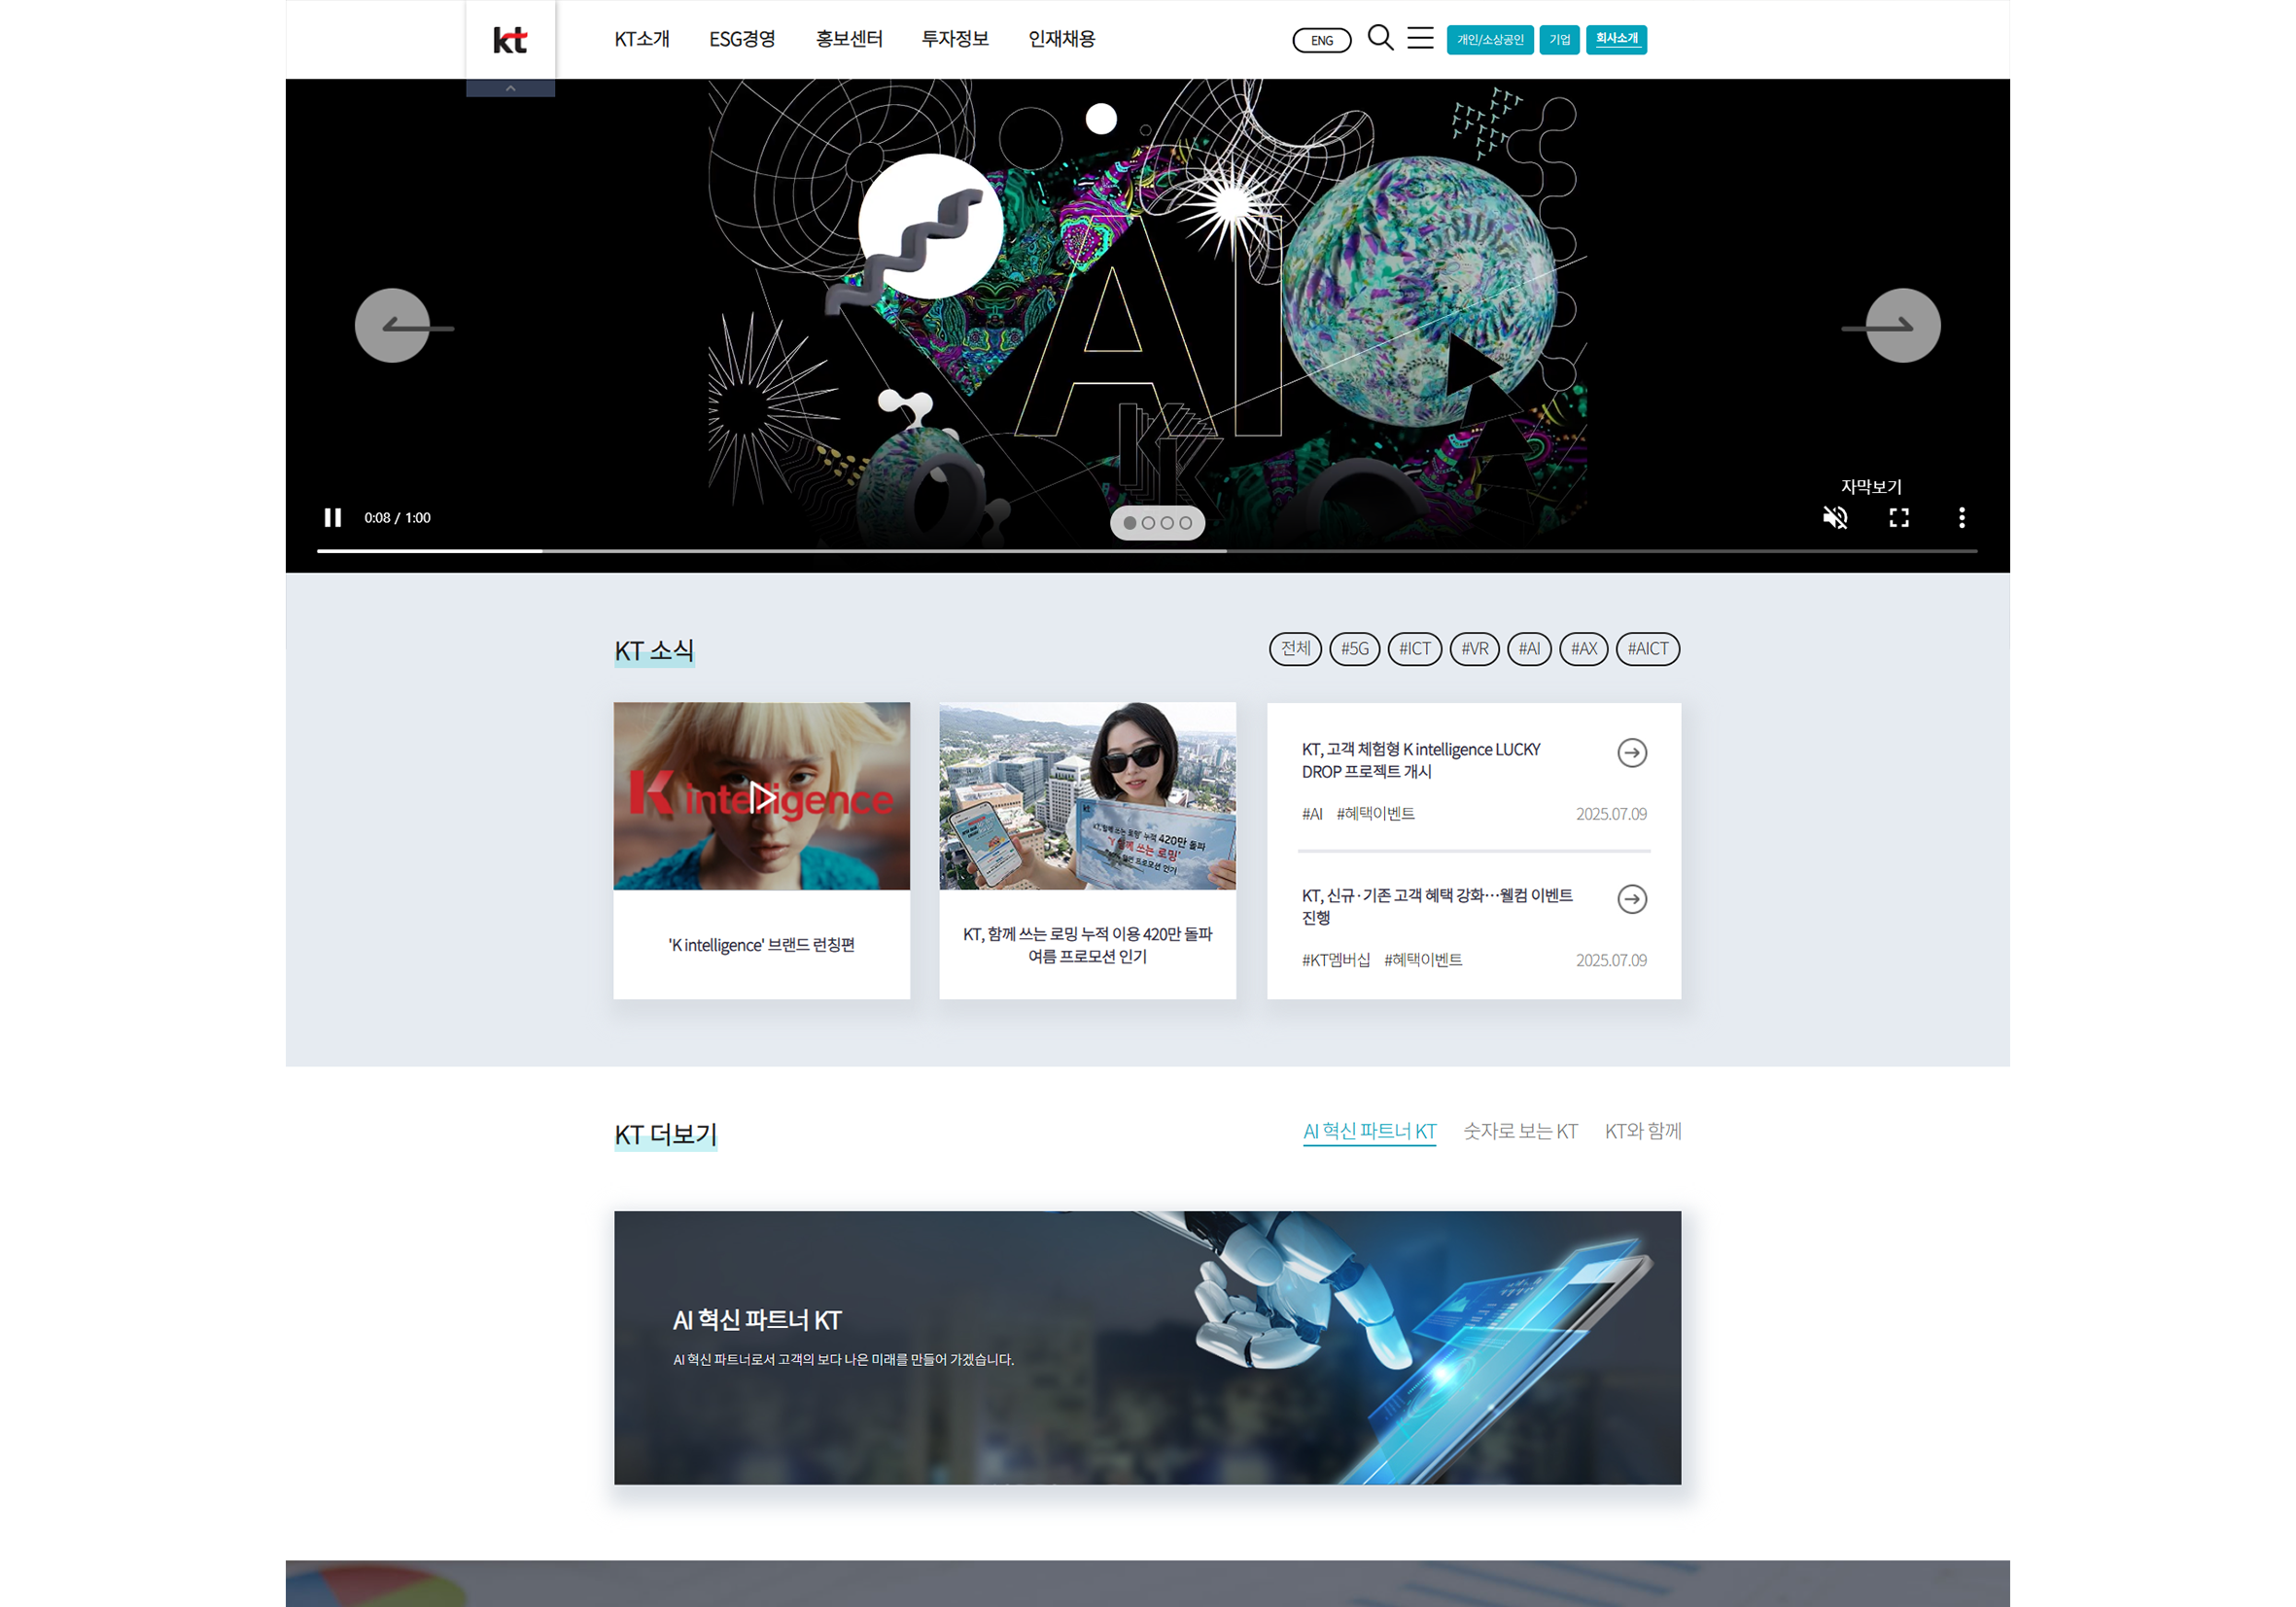 kt
KT소개
ESG경영
홍보센터
투자정보
인재채용
ENG
개인/소상공인
기업
회사소개
AI
K
자막보기
0:08 / 1:00
KT 소식
전체
#5G
#ICT
#VR
#AI
#AX
#AICT
K intelligence
'K intelligence' 브랜드 런칭편
kt
KT, '함께 쓰는 로밍' 누적 420만 돌파
'Y함께 쓰는 로밍'
KT, 함께 쓰는 로밍 누적 이용 420만 돌파
여름 프로모션 인기
KT, 고객 체험형 K intelligence LUCKY
DROP 프로젝트 개시
#AI #혜택이벤트
2025.07.09
KT, 신규·기존 고객 혜택 강화…웰컴 이벤트
진행
#KT멤버십 #혜택이벤트
2025.07.09
KT 더보기
AI 혁신 파트너 KT
숫자로 보는 KT
KT와 함께
AI 혁신 파트너 KT
AI 혁신 파트너로서 고객의 보다 나은 미래를 만들어 가겠습니다.